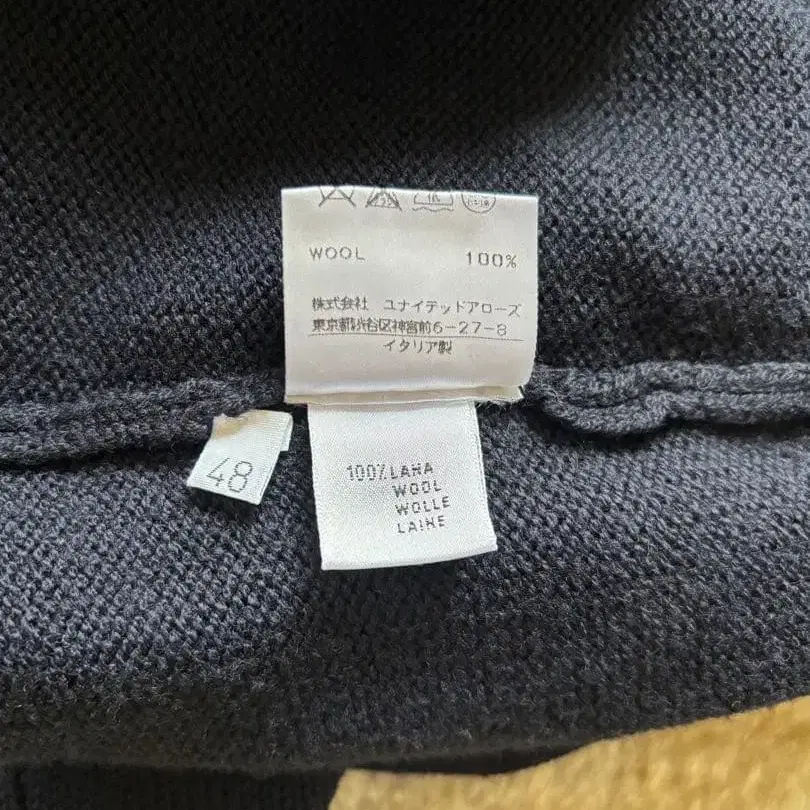 WOOL 100%
株式会社 ユナイテッドアローズ
東京都渋谷区神宮前6-27-8
イタリア製
48
100% LANA
WOOL
WOLLE
LAINE